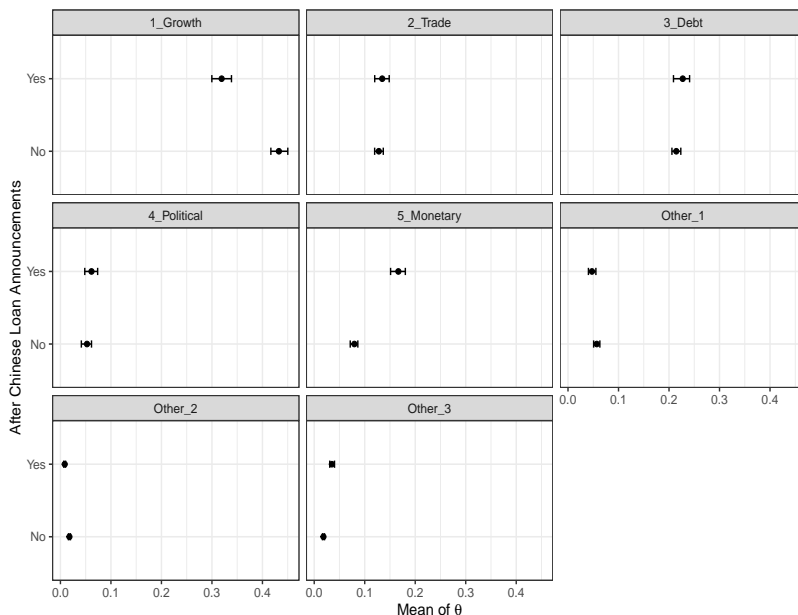 1_Growth
2_Trade
3_Debt
Yes
No
4_Political
5_Monetary
Other_1
Yes
No
0.0 0.1 0.2 0.3 0.4
Other_2
Other_3
Yes
No
0.0 0.1 0.2 0.3 0.4
0.0 0.1 0.2 0.3 0.4
After Chinese Loan Announcements
Mean of θ